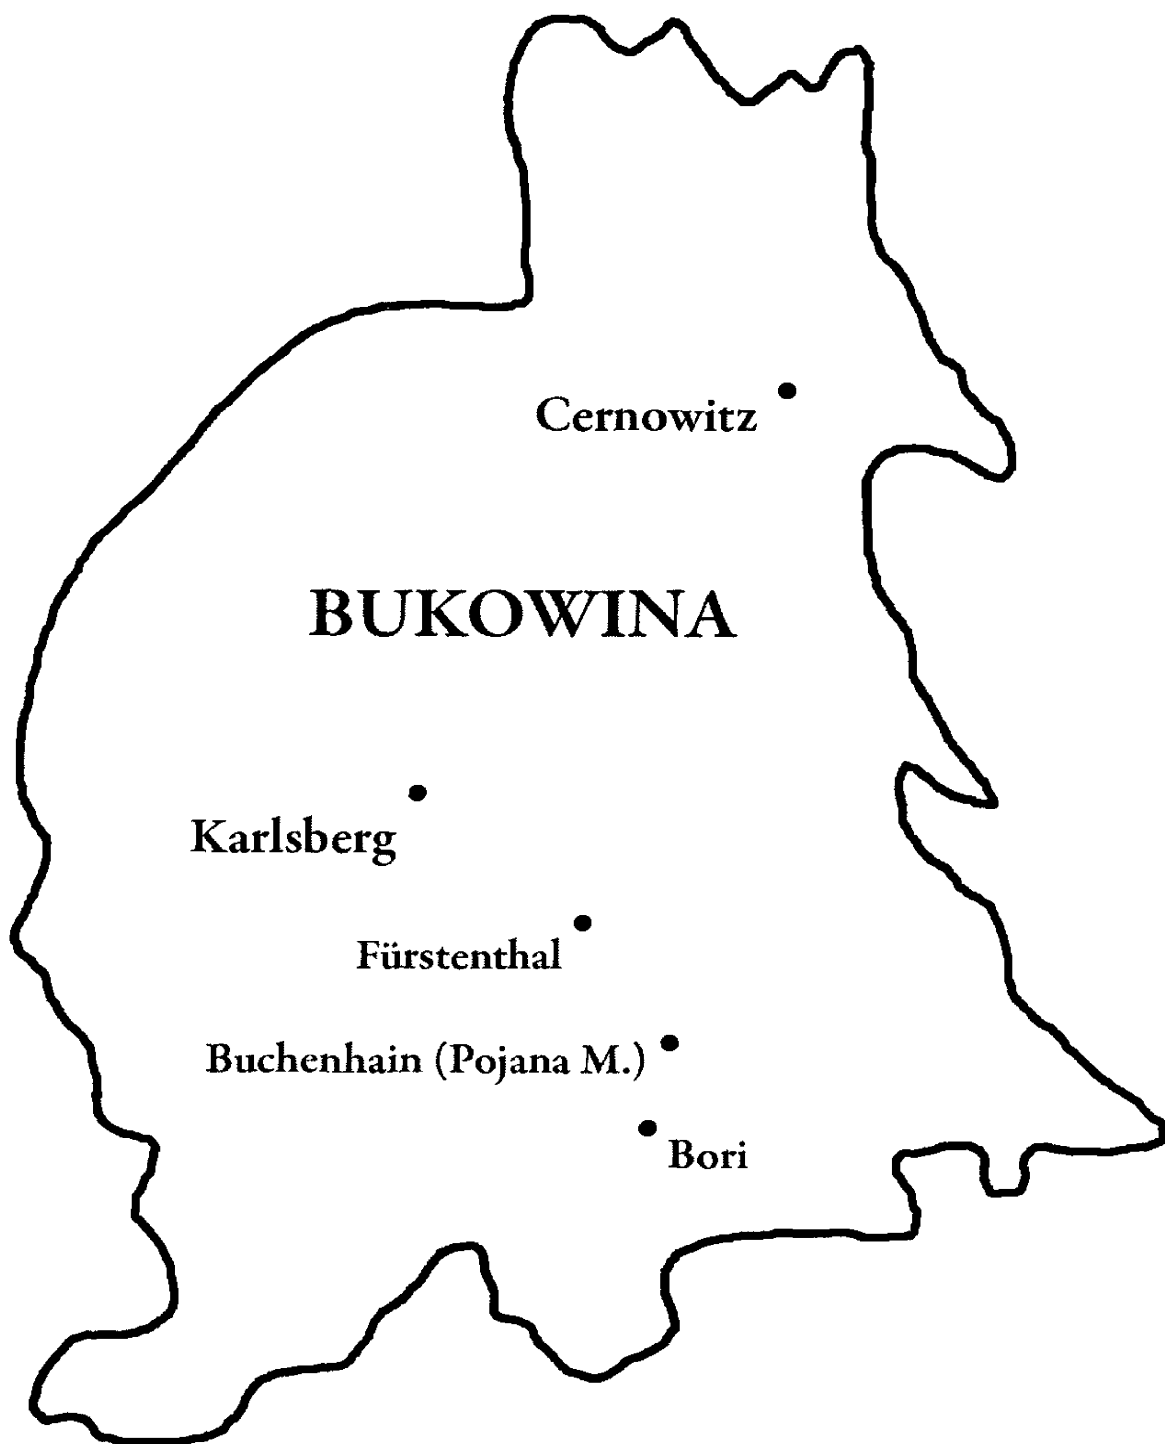 Cernowitz
BUKOWINA
Karlsberg
Fürstenthal
Buchenhain (Pojana M.)
Bori